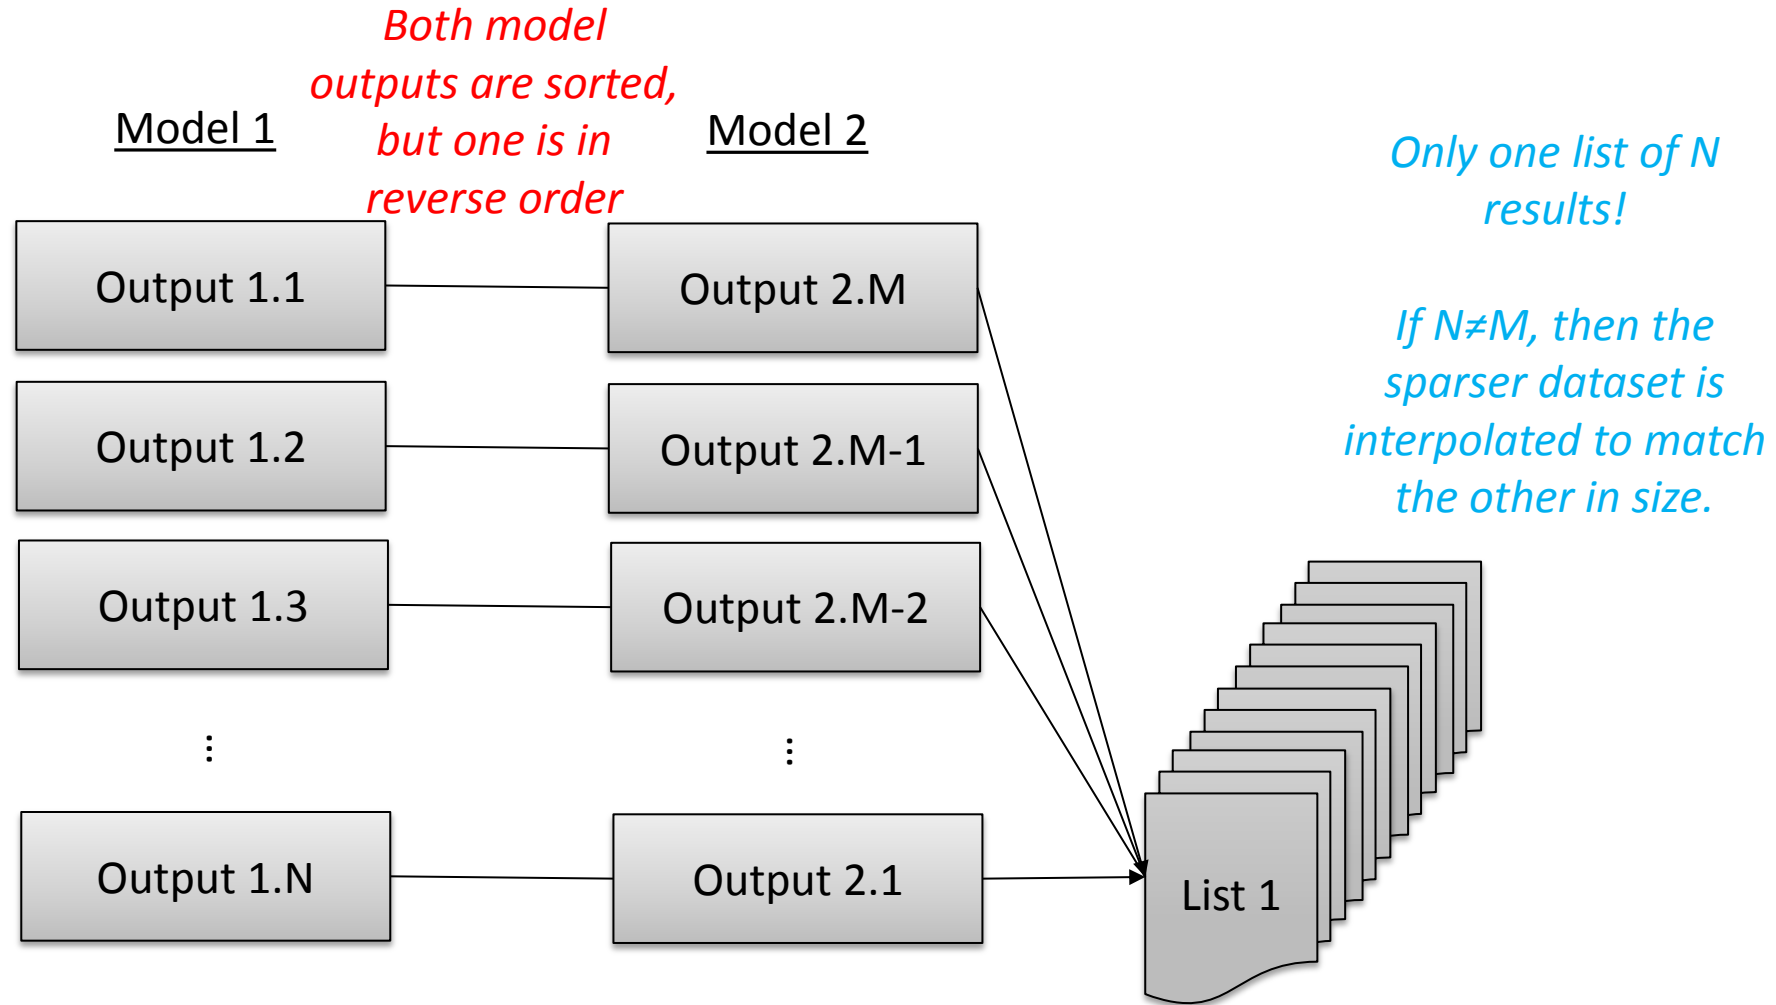 Both model
outputs are sorted,
but one is in
reverse order
Model 1
Model 2
Only one list of N
results!
If N≠M, then the
sparser dataset is
interpolated to match
the other in size.
Output 1.1
Output 2.M
Output 1.2
Output 2.M-1
Output 1.3
Output 2.M-2
...
...
Output 1.N
Output 2.1
List 1